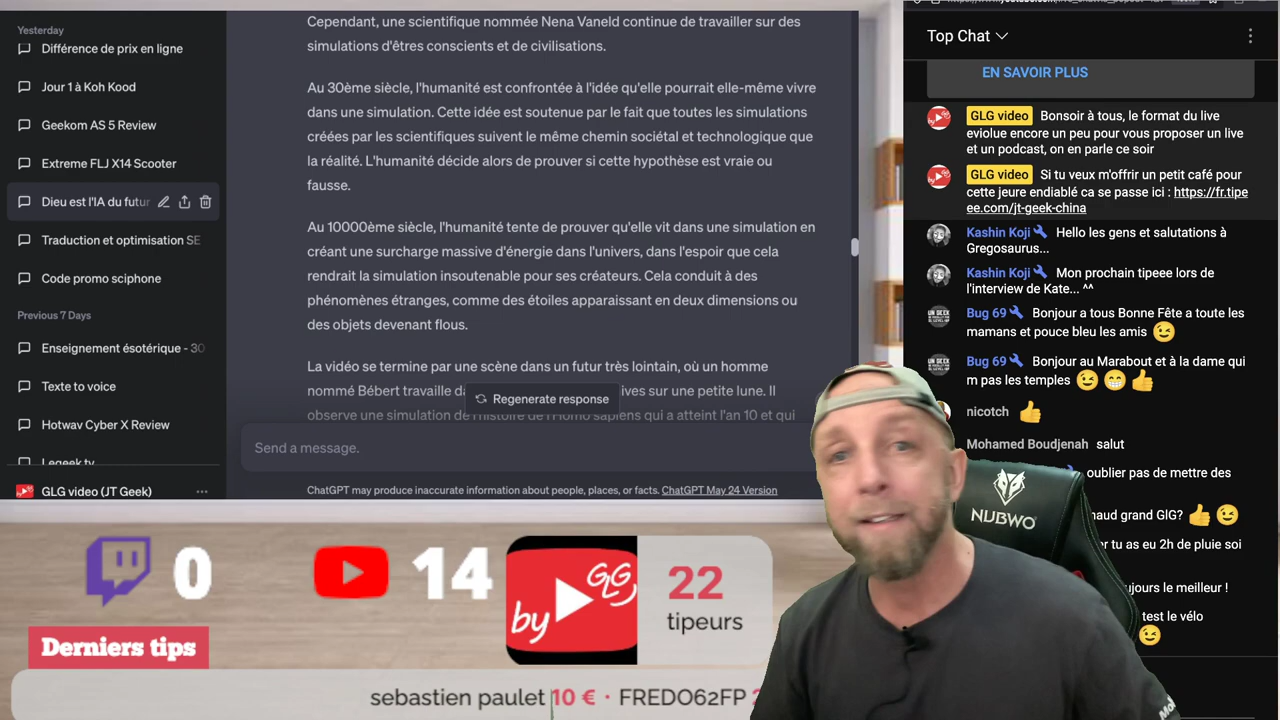 Yesterday
Différence de prix en ligne
Jour 1 à Koh Kood
Geekom AS 5 Review
Extreme FLJ X14 Scooter
Dieu est l'IA du futur
Traduction et optimisation SE
Code promo sciphone
Previous 7 Days
Enseignement ésotérique - 30
Texte to voice
Hotwav Cyber X Review
Legeek tv
GLG video (JT Geek)
Cependant, une scientifique nommée Nena Vaneld continue de travailler sur des
simulations d'êtres conscients et de civilisations.
Au 30ème siècle, l'humanité est confrontée à l'idée qu'elle pourrait elle-même vivre
dans une simulation. Cette idée est soutenue par le fait que toutes les simulations
créées par les scientifiques suivent le même chemin sociétal et technologique que
la réalité. L'humanité décide alors de prouver si cette hypothèse est vraie ou
fausse.
Au 10000ème siècle, l'humanité tente de prouver qu'elle vit dans une simulation en
créant une surcharge massive d'énergie dans l'univers, dans l'espoir que cela
rendrait la simulation insoutenable pour ses créateurs. Cela conduit à des
phénomènes étranges, comme des étoiles apparaissant en deux dimensions ou
des objets devenant flous.
La vidéo se termine par une scène dans un futur très lointain, où un homme
nommé Bébert travaille ives sur une petite lune. Il
observe une simulation de l'histoire de l'Homo sapiens qui a atteint l'an 10 et qui
Regenerate response
Send a message.
ChatGPT may produce inaccurate information about people, places, or facts. ChatGPT May 24 Version
Top Chat
EN SAVOIR PLUS
GLG video Bonsoir à tous, le format du live
eviolue encore un peu pour vous proposer un live
et un podcast, on en parle ce soir
GLG video Si tu veux m'offrir un petit café pour
cette jeure endiablé ca se passe ici : https://fr.tipe
ee.com/jt-geek-china
Kashin Koji Hello les gens et salutations à
Gregosaurus...
Kashin Koji Mon prochain tipeee lors de
l'interview de Kate... ^^
Bug 69 Bonjour a tous Bonne Fête a toute les
mamans et pouce bleu les amis 😉
Bug 69 Bonjour au Marabout et à la dame qui
m pas les temples 😉😁👍
nicotch 👍
Mohamed Boudjenah salut
oublier pas de mettre des
aud grand GlG? 👍😉
r tu as eu 2h de pluie soi
ujours le meilleur !
test le vélo
😉
NUBWO
0
14
by GLG
22
tipeurs
Derniers tips
sebastien paulet 10 € · FREDO62FP